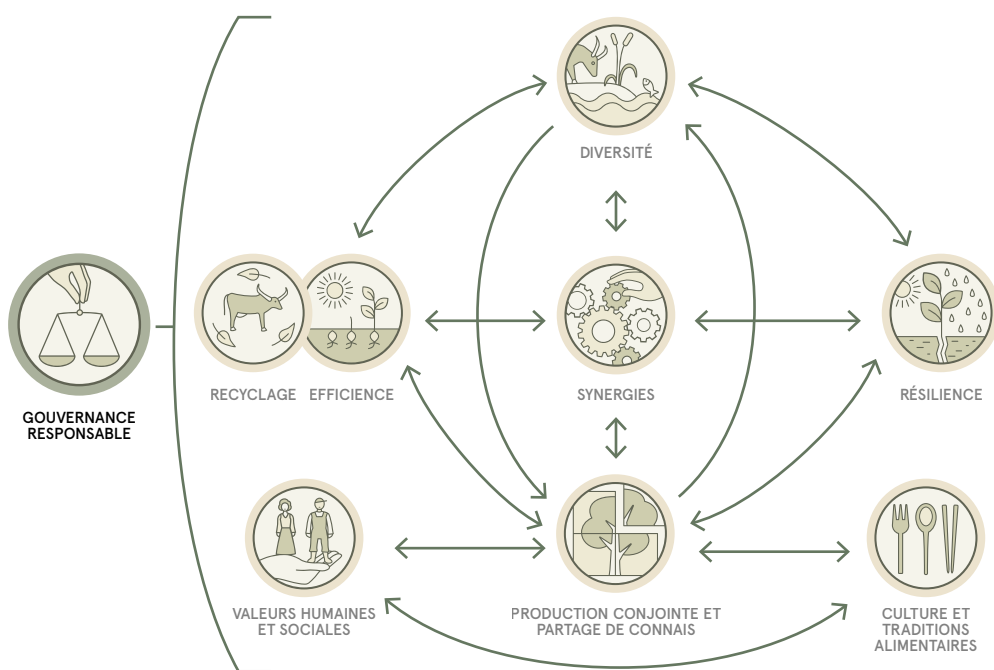 DIVERSITÉ
RECYCLAGE
EFFICIENCE
SYNERGIES
RÉSILIENCE
GOUVERNANCE
RESPONSABLE
VALEURS HUMAINES
ET SOCIALES
PRODUCTION CONJOINTE ET
PARTAGE DE CONNAIS
CULTURE ET
TRADITIONS
ALIMENTAIRES